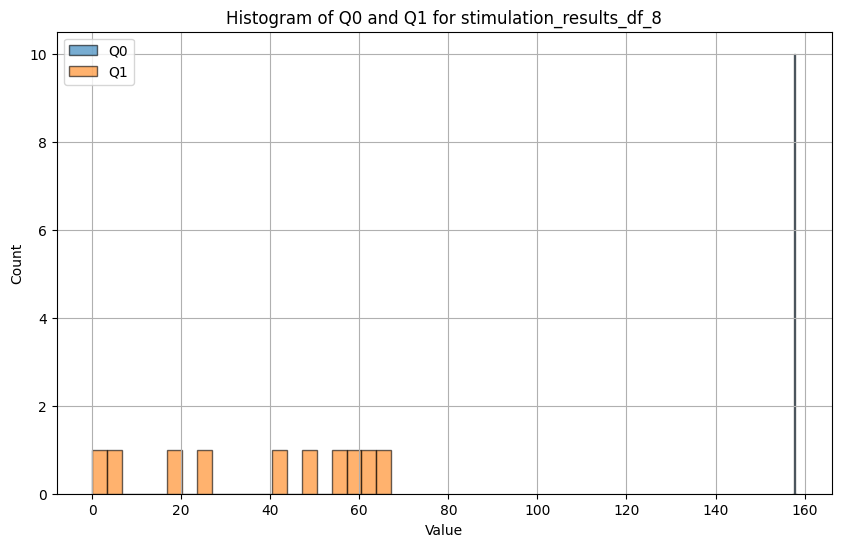 Histogram of Q0 and Q1 for stimulation_results_df_8
Q0
Q1
Count
10
8
6
4
2
0
0 20 40 60 80 100 120 140 160
Value